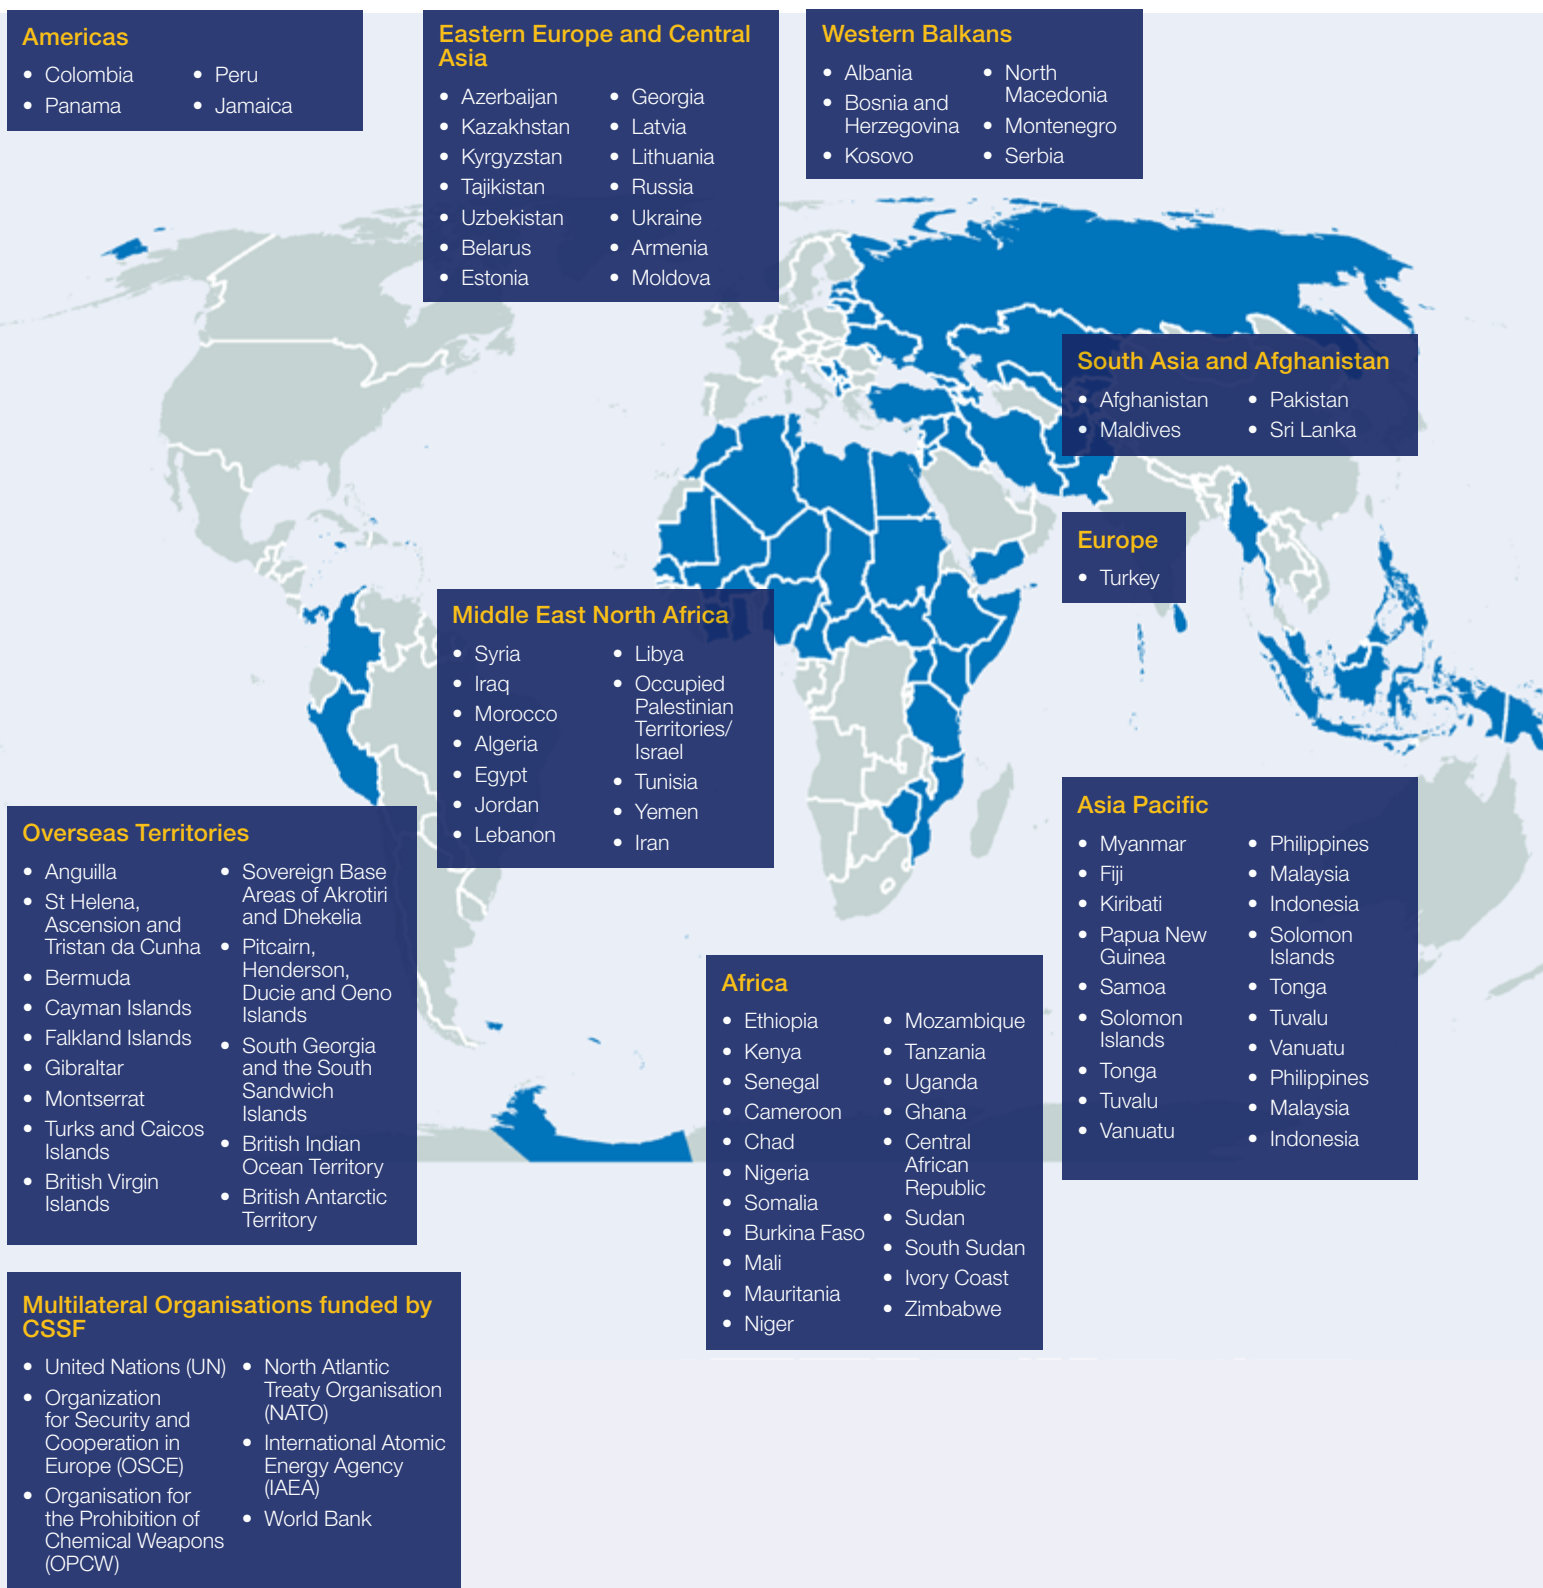 Americas
• Colombia
• Panama
• Peru
• Jamaica
Eastern Europe and Central
Asia
• Azerbaijan
• Kazakhstan
• Kyrgyzstan
• Tajikistan
• Uzbekistan
• Belarus
• Estonia
• Georgia
• Latvia
• Lithuania
• Russia
• Ukraine
• Armenia
• Moldova
Western Balkans
• Albania
• Bosnia and
Herzegovina
• Kosovo
• North
Macedonia
• Montenegro
• Serbia
South Asia and Afghanistan
• Afghanistan
• Maldives
• Pakistan
• Sri Lanka
Europe
• Turkey
Middle East North Africa
• Syria
• Iraq
• Morocco
• Algeria
• Egypt
• Jordan
• Lebanon
• Libya
• Occupied
Palestinian
Territories/
Israel
• Tunisia
• Yemen
• Iran
Overseas Territories
• Anguilla
• St Helena,
Ascension and
Tristan da Cunha
• Bermuda
• Cayman Islands
• Falkland Islands
• Gibraltar
• Montserrat
• Turks and Caicos
Islands
• British Virgin
Islands
• Sovereign Base
Areas of Akrotiri
and Dhekelia
• Pitcairn,
Henderson,
Ducie and Oeno
Islands
• South Georgia
and the South
Sandwich
Islands
• British Indian
Ocean Territory
• British Antarctic
Territory
Asia Pacific
• Myanmar
• Fiji
• Kiribati
• Papua New
Guinea
• Samoa
• Solomon
Islands
• Tonga
• Tuvalu
• Vanuatu
• Philippines
• Malaysia
• Indonesia
• Solomon
Islands
• Tonga
• Tuvalu
• Vanuatu
• Philippines
• Malaysia
• Indonesia
Africa
• Ethiopia
• Kenya
• Senegal
• Cameroon
• Chad
• Nigeria
• Somalia
• Burkina Faso
• Mali
• Mauritania
• Niger
• Mozambique
• Tanzania
• Uganda
• Ghana
• Central
African
Republic
• Sudan
• South Sudan
• Ivory Coast
• Zimbabwe
Multilateral Organisations funded by
CSSF
• United Nations (UN)
• Organization
for Security and
Cooperation in
Europe (OSCE)
• Organisation for
the Prohibition of
Chemical Weapons
(OPCW)
• North Atlantic
Treaty Organisation
(NATO)
• International Atomic
Energy Agency
(IAEA)
• World Bank